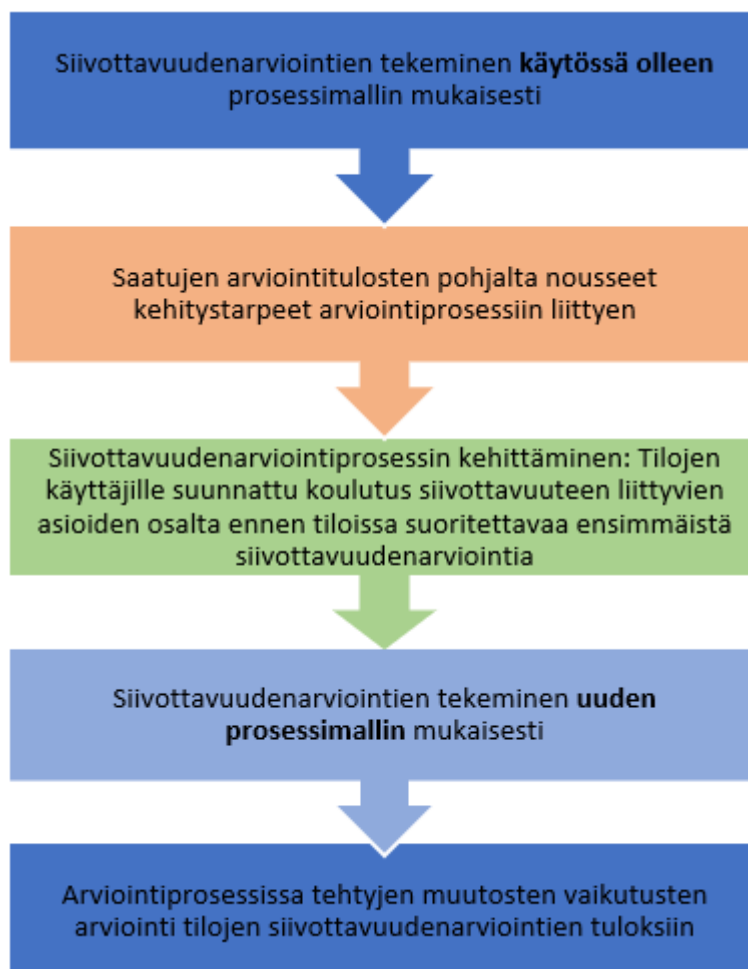 Siivottavuudenarviointien tekeminen käytössä olleen
prosessimallin mukaisesti
Saatujen arviointitulosten pohjalta nousseet
kehitystarpeet arviointiprosessiin liittyen
Siivottavuudenarviointiprosessin kehittäminen: Tilojen
käyttäjille suunnattu koulutus siivottavuuteen liittyvien
asioiden osalta ennen tiloissa suoritettavaa ensimmäistä
siivottavuudenarviointia
Siivottavuudenarviointien tekeminen uuden
prosessimallin mukaisesti
Arviointiprosessissa tehtyjen muutosten vaikutusten
arviointi tilojen siivottavuudenarviointien tuloksiin